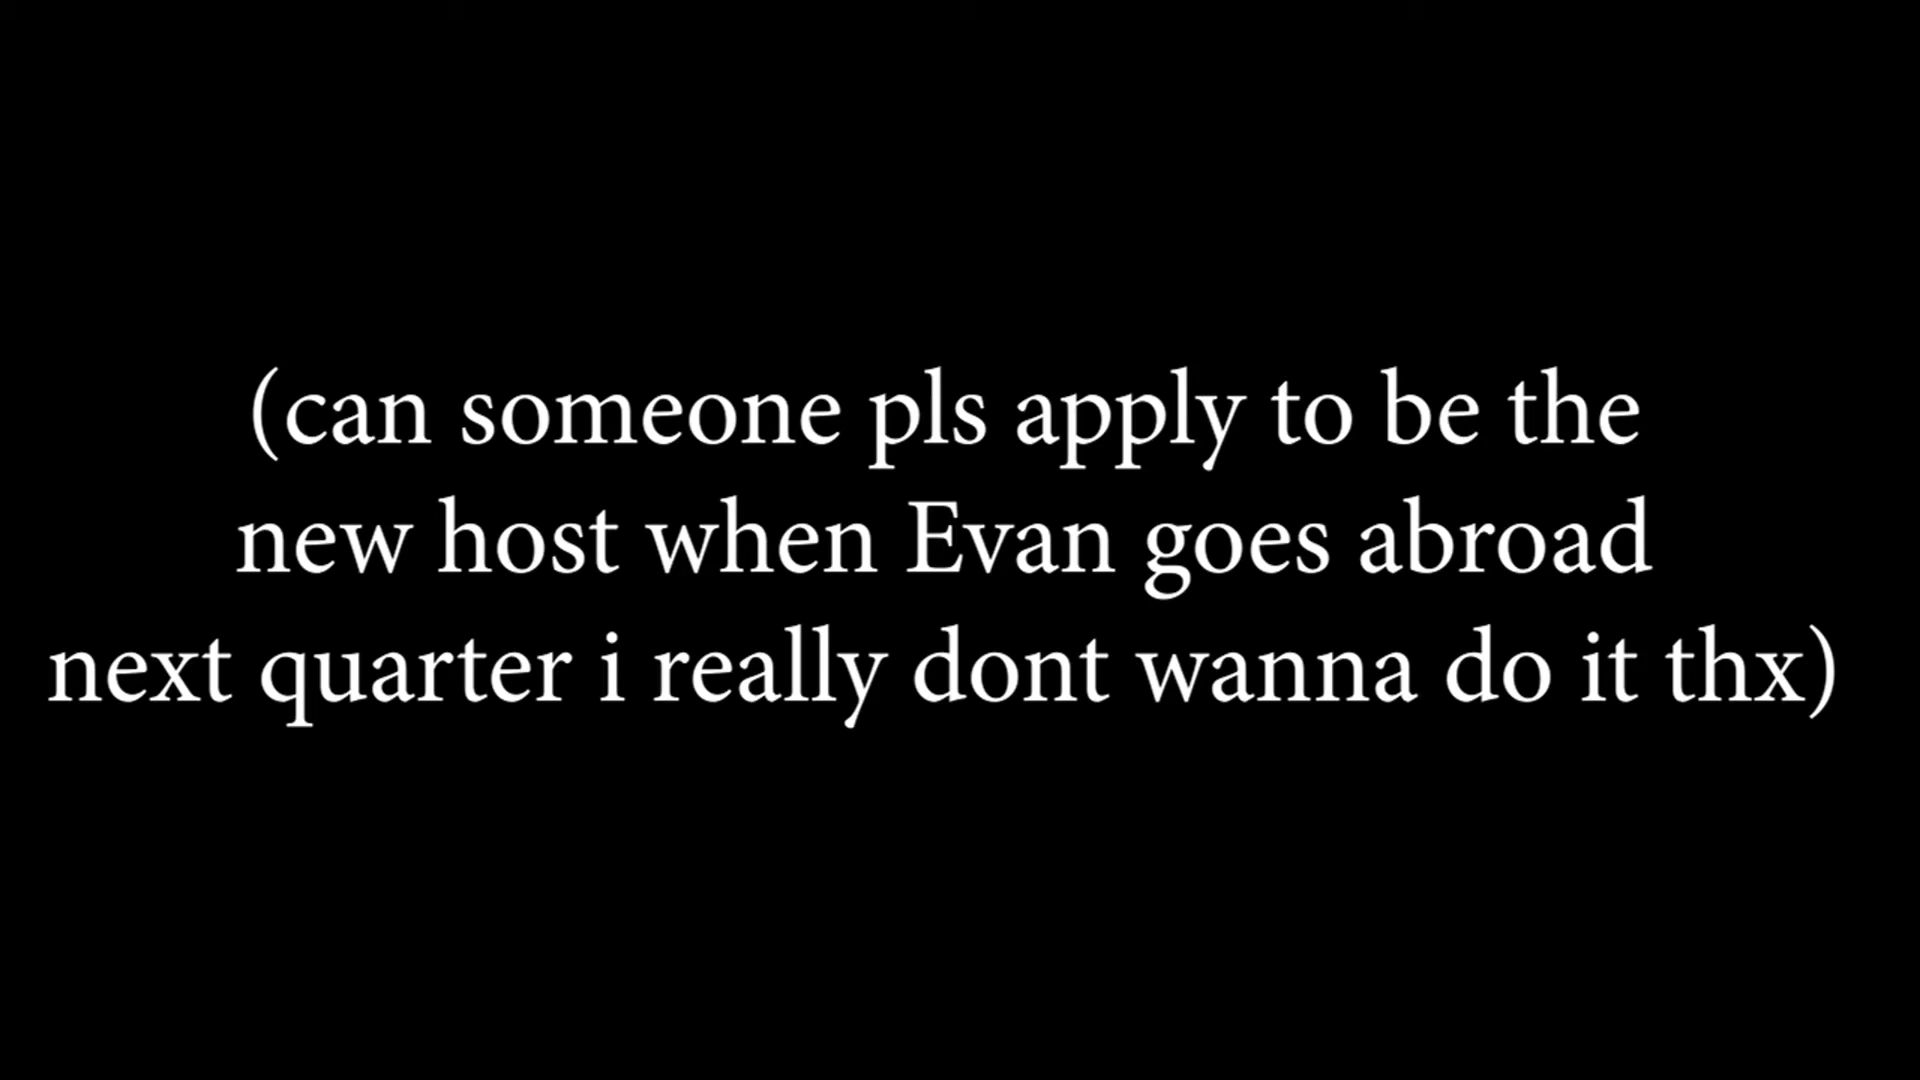 (can someone pls apply to be the
new host when Evan goes abroad
next quarter i really dont wanna do it thx)